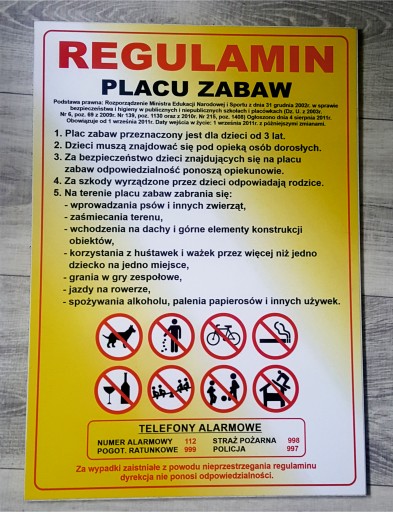 REGULAMIN
PLACU ZABAW
Podstawa prawna: Rozporządzenie Ministra Edukacji Narodowej i Sportu z dnia 31 grudnia 2002r. w sprawie
bezpieczeństwa i higieny w publicznych i niepublicznych szkołach i placówkach (Dz. U. z 2003r.
Nr 6, poz. 69 z 2009r. Nr 139, poz. 1130 oraz z 2010r. Nr 215, poz. 1408) Ogłoszono dnia 4 sierpnia 2011r.
Obowiązuje od 1 września 2011r. Daty wejścia w życie: 1 września 2011r. z późniejszymi zmianami.
1. Plac zabaw przeznaczony jest dla dzieci od 3 lat.
2. Dzieci muszą znajdować się pod opieką osób dorosłych.
3. Za bezpieczeństwo dzieci znajdujących się na placu
zabaw odpowiedzialność ponoszą opiekunowie.
4. Za szkody wyrządzone przez dzieci odpowiadają rodzice.
5. Na terenie placu zabaw zabrania się:
- wprowadzania psów i innych zwierząt,
- zaśmiecania terenu,
- wchodzenia na dachy i górne elementy konstrukcji
obiektów,
- korzystania z huśtawek i ważek przez więcej niż jedno
dziecko na jedno miejsce,
- grania w gry zespołowe,
- jazdy na rowerze,
- spożywania alkoholu, palenia papierosów i innych używek.
TELEFONY ALARMOWE
NUMER ALARMOWY 112 STRAŻ POŻARNA 998
POGOT. RATUNKOWE 999 POLICJA 997
Za wypadki zaistniałe z powodu nieprzestrzegania regulaminu
dyrekcja nie ponosi odpowiedzialności.